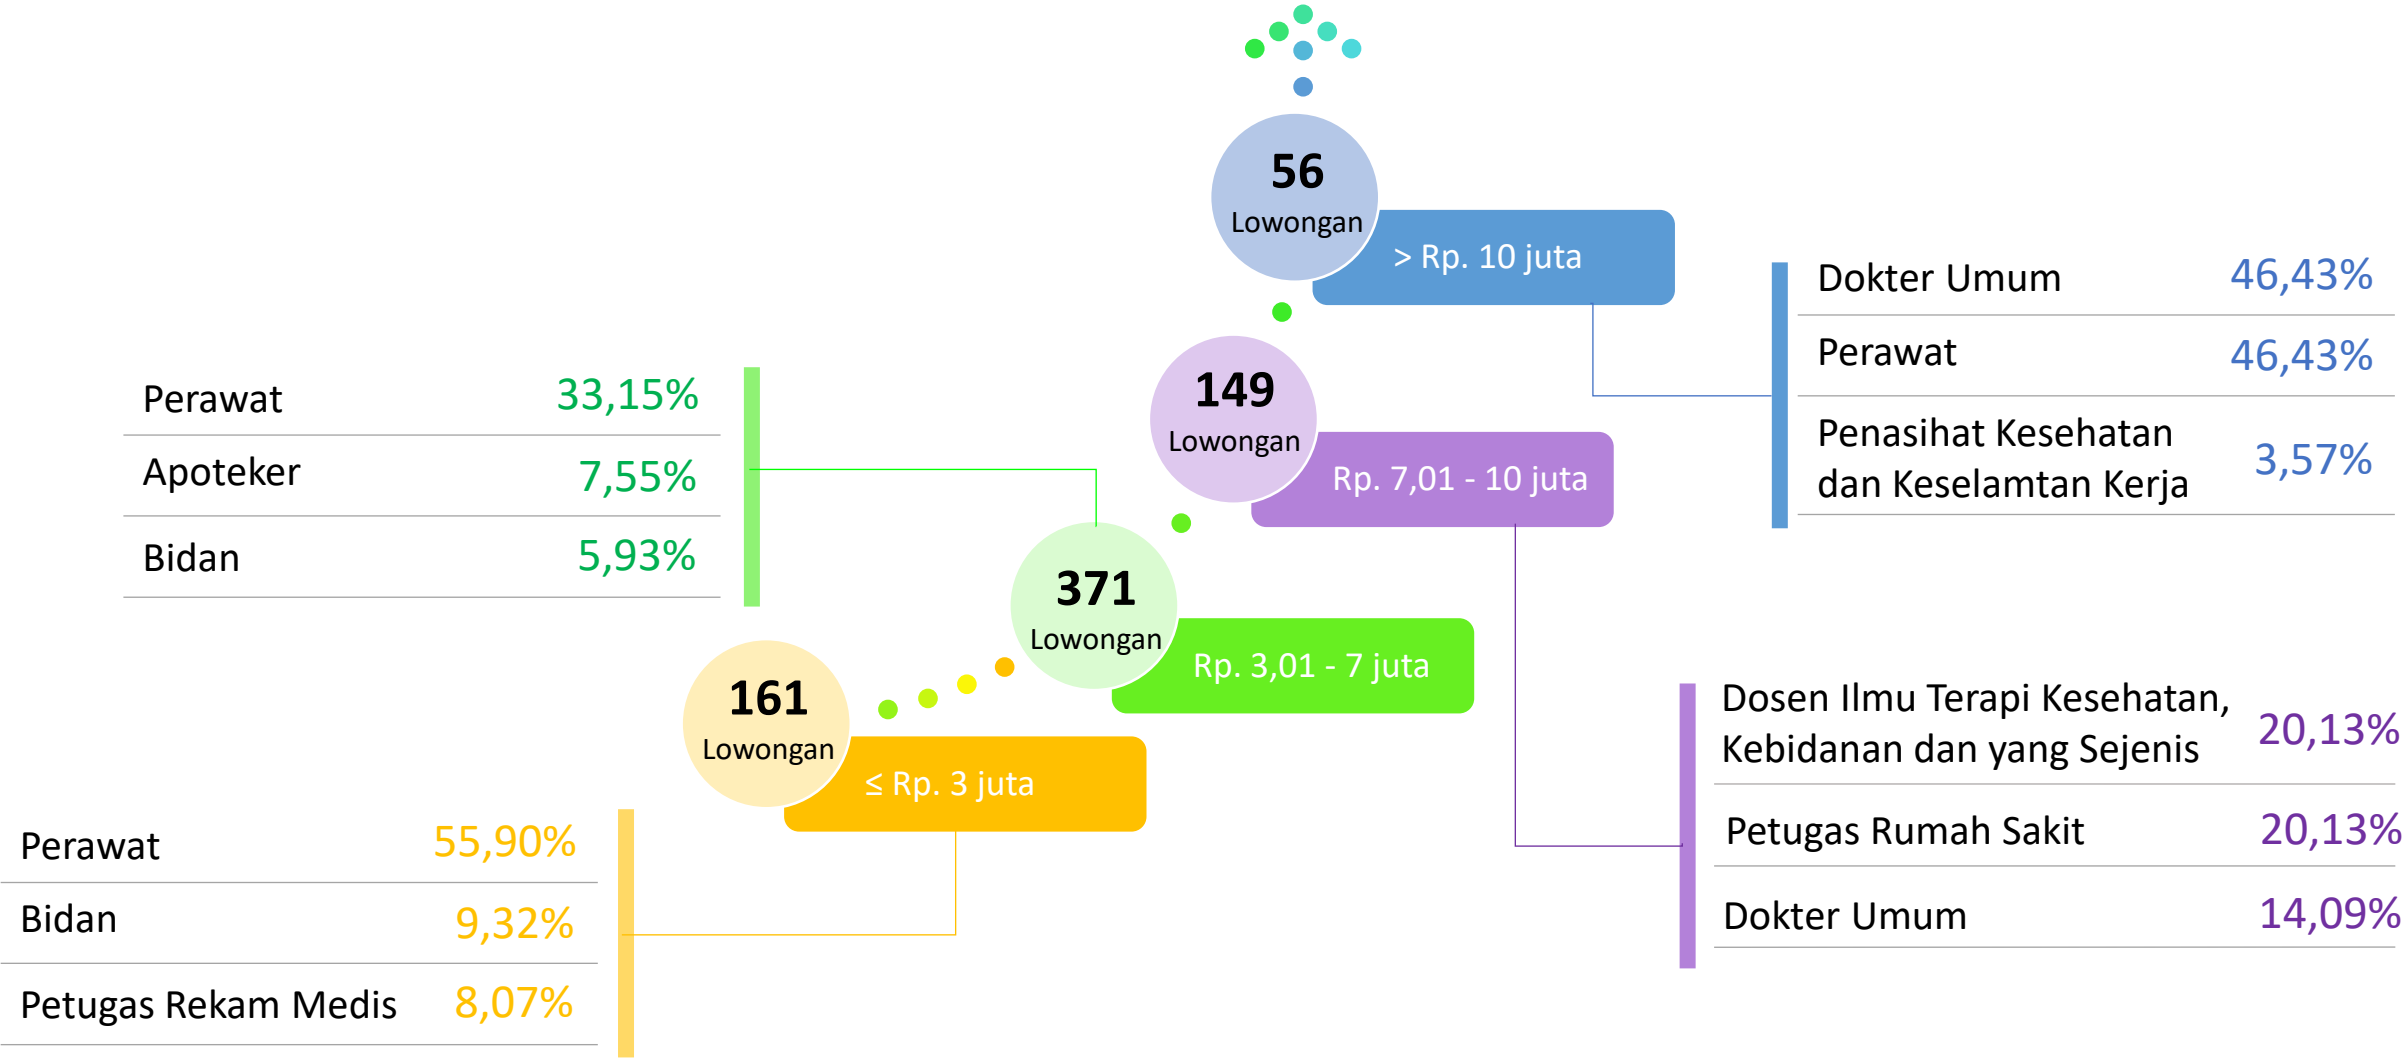 56
Lowongan
> Rp. 10 juta
Dokter Umum 46,43%
Perawat 46,43%
Penasihat Kesehatan
dan Keselamtan Kerja 3,57%
149
Lowongan
Rp. 7,01 - 10 juta
Dosen Ilmu Terapi Kesehatan,
Kebidanan dan yang Sejenis 20,13%
Petugas Rumah Sakit 20,13%
Dokter Umum 14,09%
Perawat 33,15%
Apoteker 7,55%
Bidan 5,93%
371
Lowongan
Rp. 3,01 - 7 juta
161
Lowongan
≤ Rp. 3 juta
Perawat 55,90%
Bidan 9,32%
Petugas Rekam Medis 8,07%